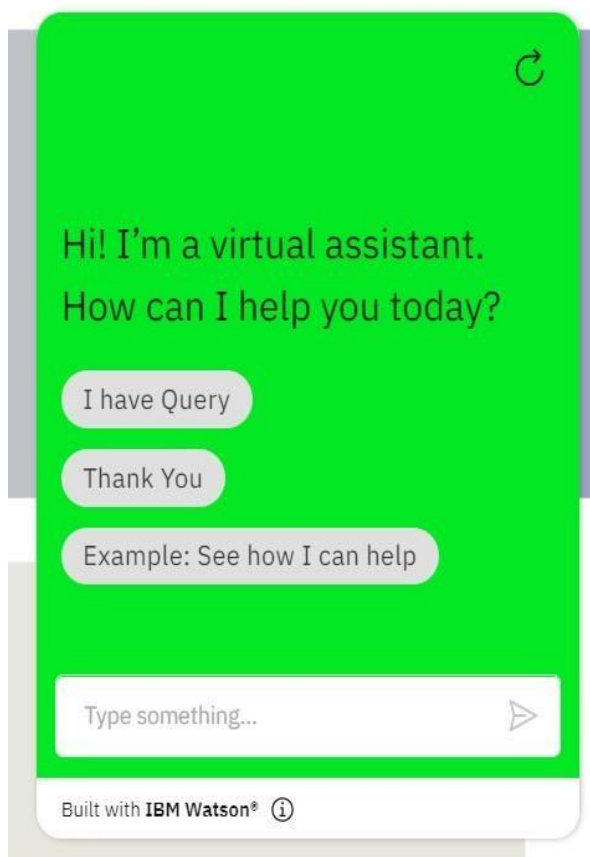 Hi! I’m a virtual assistant.
How can I help you today?
I have Query
Thank You
Example: See how I can help
Type something...
Built with IBM Watson®